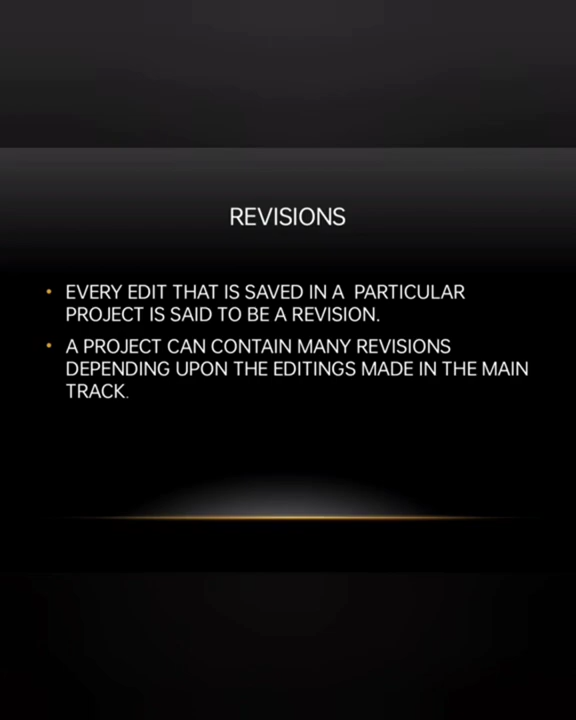 REVISIONS
• EVERY EDIT THAT IS SAVED IN A PARTICULAR
PROJECT IS SAID TO BE A REVISION.
• A PROJECT CAN CONTAIN MANY REVISIONS
DEPENDING UPON THE EDITINGS MADE IN THE MAIN
TRACK.